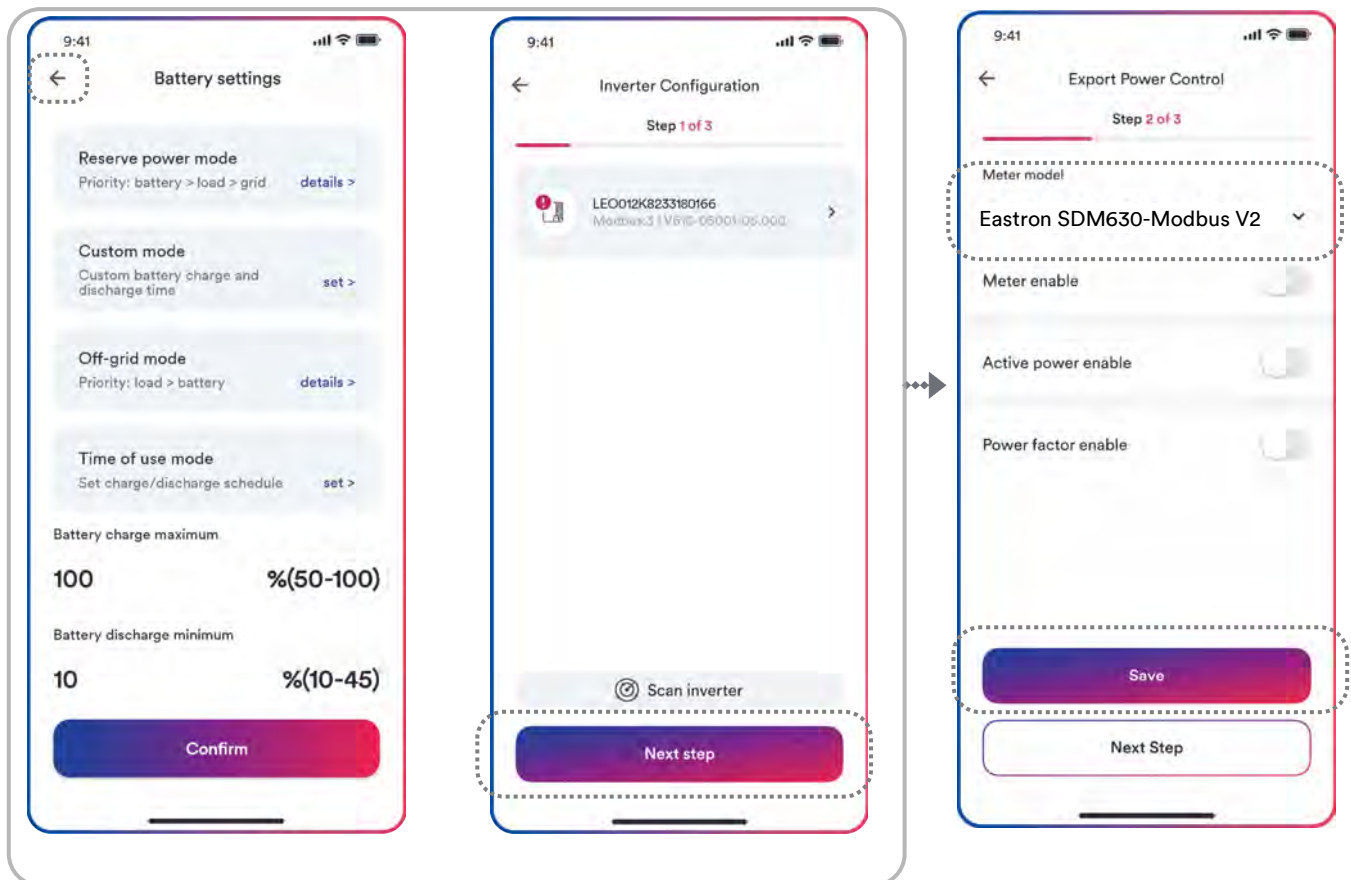 9:41
Battery settings
Reserve power mode
Priority: battery > load > grid details >
Custom mode
Custom battery charge and
discharge time
set >
Off-grid mode
Priority: load > battery details >
Time of use mode
Set charge/discharge schedule set >
Battery charge maximum
100 %(50-100)
Battery discharge minimum
10 %(10-45)
Confirm
9:41
Inverter Configuration
Step 1 of 3
LEO012K8233180166
Scan inverter
Next step
9:41
Export Power Control
Step 2 of 3
Meter model
Eastron SDM630-Modbus V2
Meter enable
Active power enable
Power factor enable
Save
Next Step